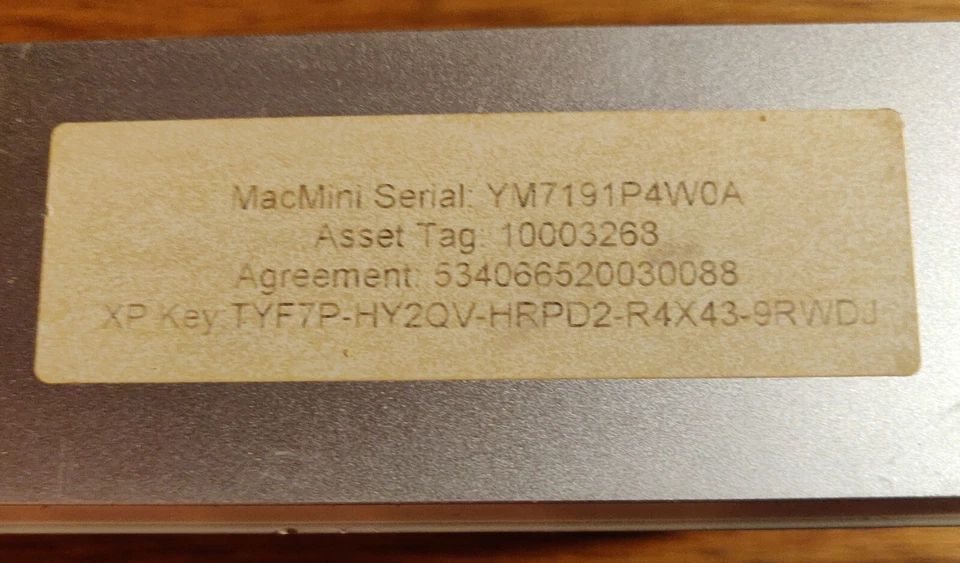 MacMini Serial: YM7191P4W0A
Asset Tag: 10003268
Agreement: 534066520030088
XP Key:TYF7P-HY2QV-HRPD2-R4X43-9RWDJ